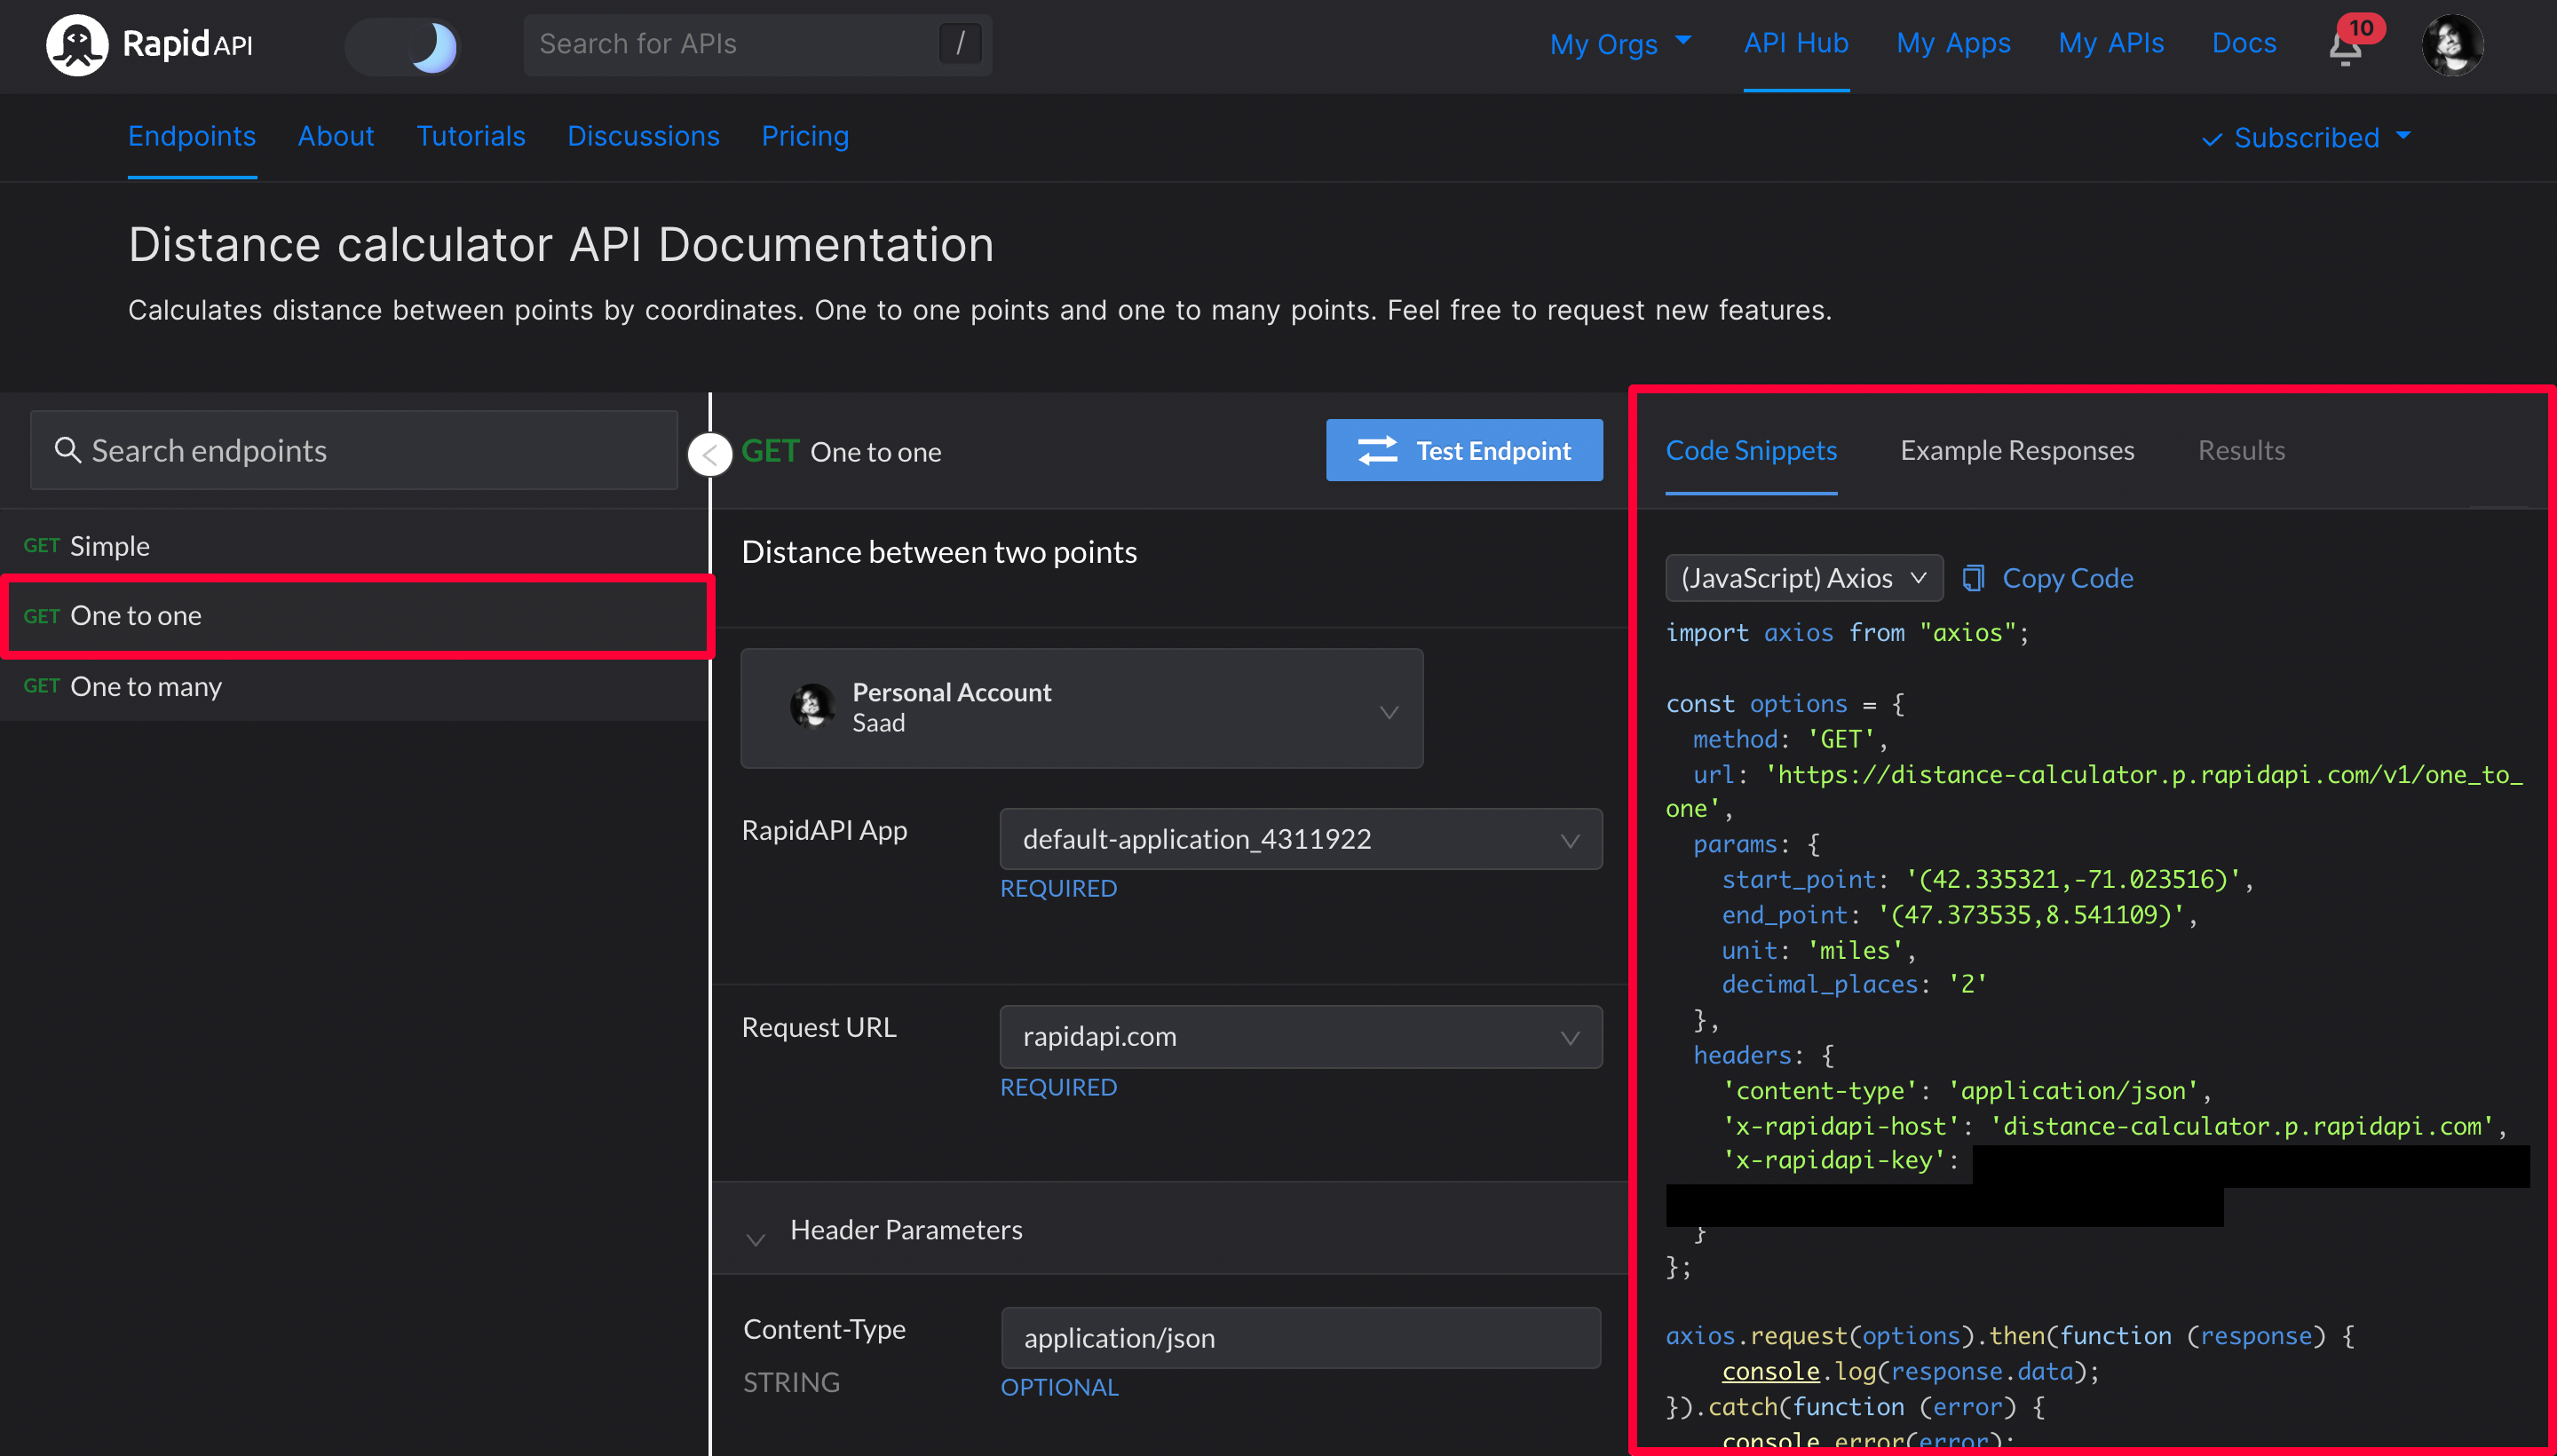 RapidAPI
Search for APIs
/
My Orgs
API Hub
My Apps
My APIs
Docs
10
Endpoints
About
Tutorials
Discussions
Pricing
Subscribed
Distance calculator API Documentation
Calculates distance between points by coordinates. One to one points and one to many points. Feel free to request new features.
Search endpoints
GET Simple
GET One to one
GET One to many
GET One to one
Test Endpoint
Distance between two points
Personal Account
Saad
RapidAPI App
default-application_4311922
REQUIRED
Request URL
rapidapi.com
REQUIRED
Header Parameters
Content-Type
STRING
application/json
OPTIONAL
Code Snippets
Example Responses
Results
(JavaScript) Axios
Copy Code
import axios from "axios";
const options = {
method: 'GET',
url: 'https://distance-calculator.p.rapidapi.com/v1/one_to_
one',
params: {
start_point: '(42.335321,-71.023516)',
end_point: '(47.373535,8.541109)',
unit: 'miles',
decimal_places: '2'
},
headers: {
'content-type': 'application/json',
'x-rapidapi-host': 'distance-calculator.p.rapidapi.com',
'x-rapidapi-key':
}
};
axios.request(options).then(function (response) {
console.log(response.data);
}).catch(function (error) {
console.error(error);